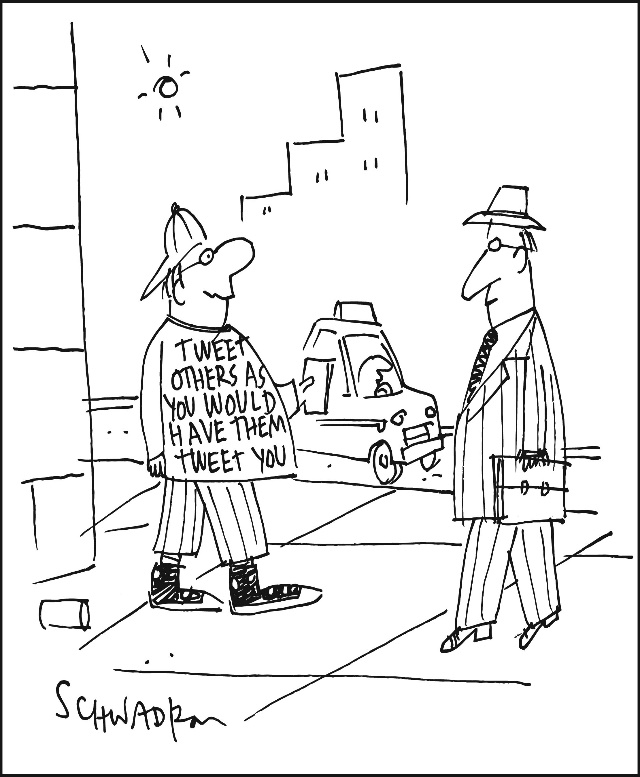 TWEET
OTHERS AS
YOU WOULD
HAVE THEM
TWEET YOU
SCHWADRON